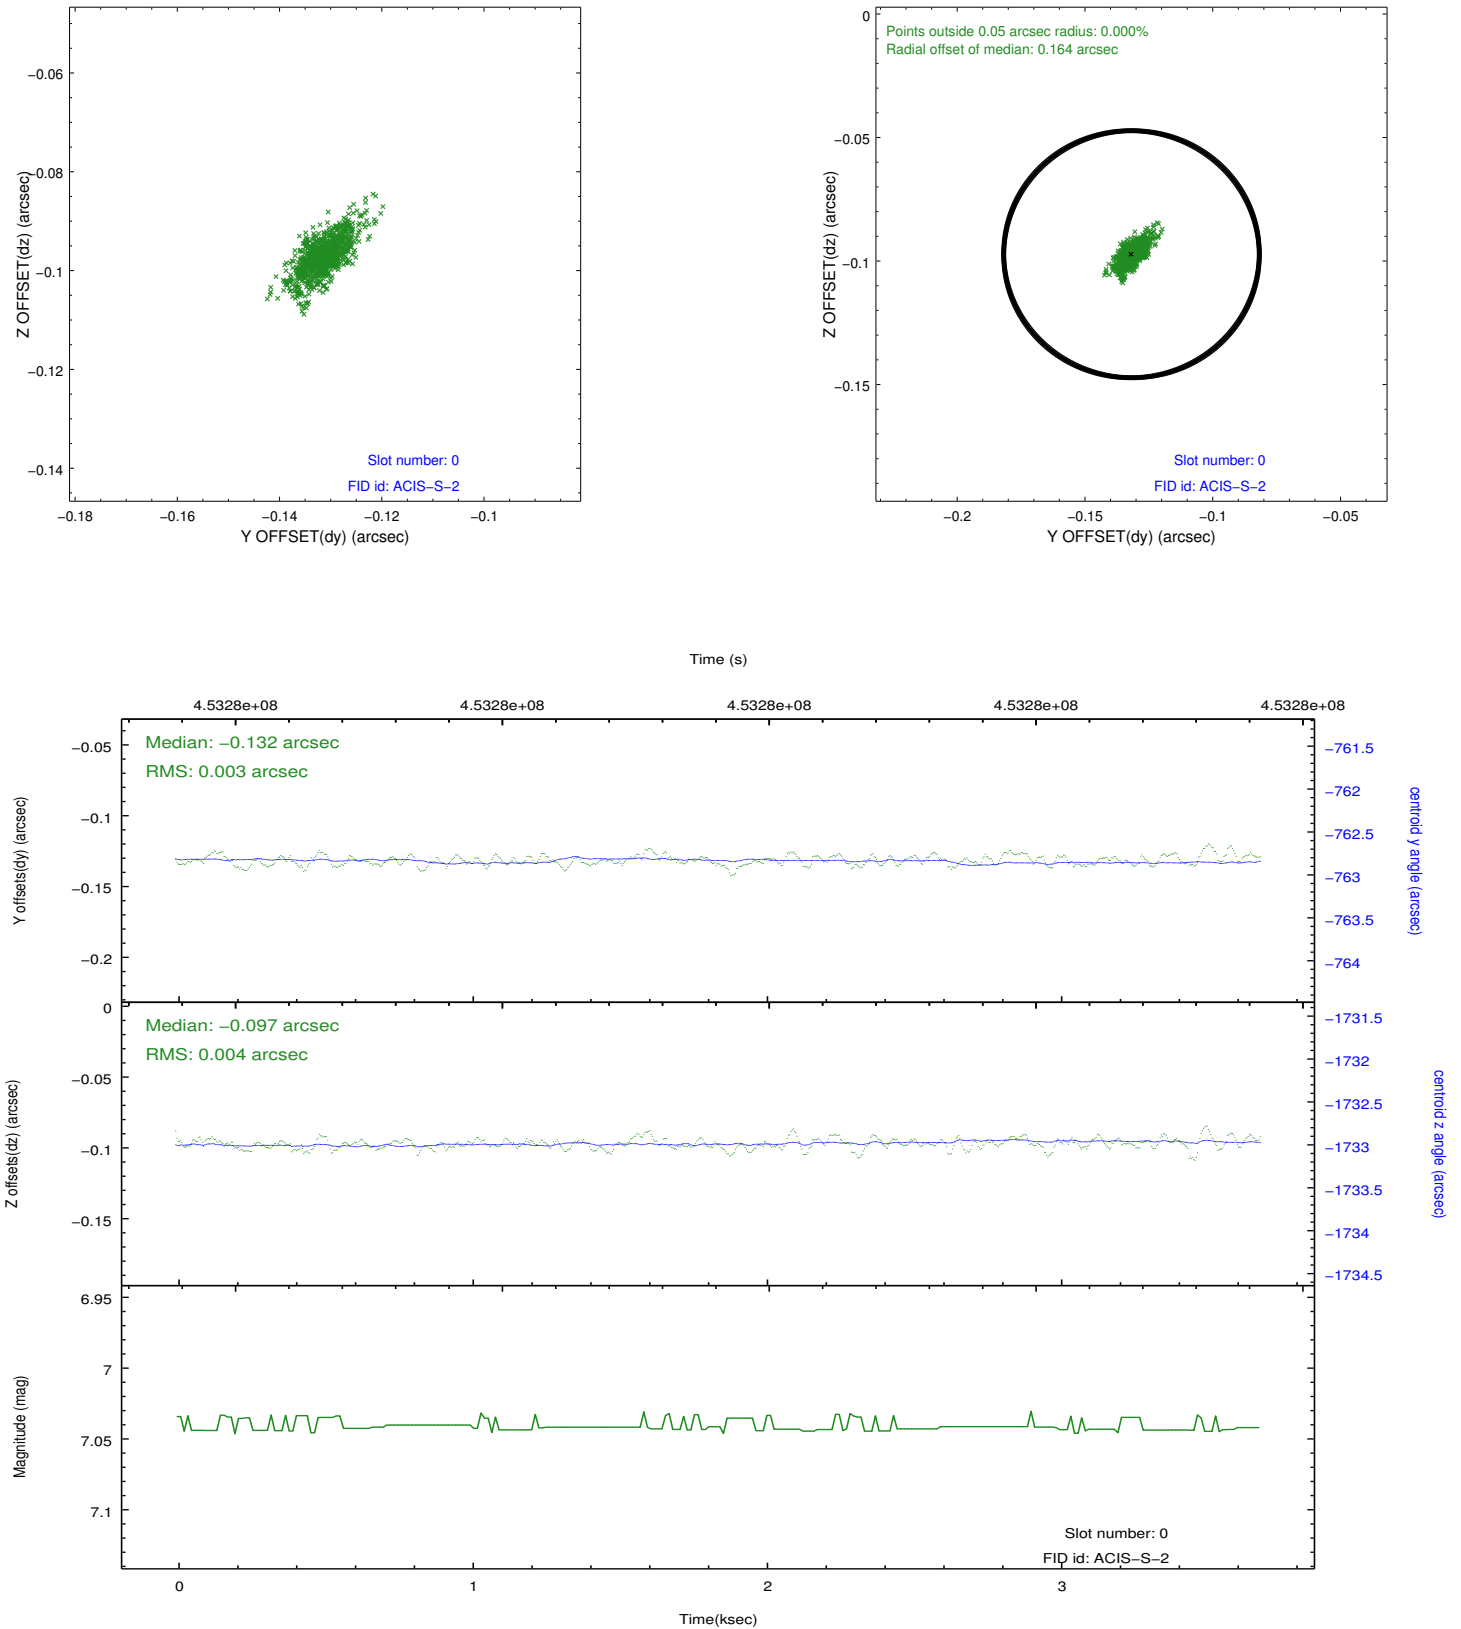 −0.06
−0.08
−0.1
−0.12
−0.14
Z OFFSET(dz) (arcsec)
Slot number: 0
FID id: ACIS−S−2
−0.18
−0.16
−0.14
−0.12
−0.1
Y OFFSET(dy) (arcsec)
Points outside 0.05 arcsec radius: 0.000%
Radial offset of median: 0.164 arcsec
0
−0.05
−0.1
−0.15
Z OFFSET(dz) (arcsec)
Slot number: 0
FID id: ACIS−S−2
−0.2
−0.15
−0.1
−0.05
Y OFFSET(dy) (arcsec)
Time (s)
4.5328e+08
4.5328e+08
4.5328e+08
4.5328e+08
4.5328e+08
Median: −0.132 arcsec
RMS: 0.003 arcsec
−0.05
−0.1
−0.15
−0.2
Y offsets(dy) (arcsec)
−761.5
−762
−762.5
−763
−763.5
−764
centroid y angle (arcsec)
Median: −0.097 arcsec
RMS: 0.004 arcsec
0
−0.05
−0.1
−0.15
Z offsets(dz) (arcsec)
−1731.5
−1732
−1732.5
−1733
−1733.5
−1734
−1734.5
centroid z angle (arcsec)
6.95
7
7.05
7.1
Magnitude (mag)
Slot number: 0
FID id: ACIS−S−2
0
1
2
3
Time(ksec)